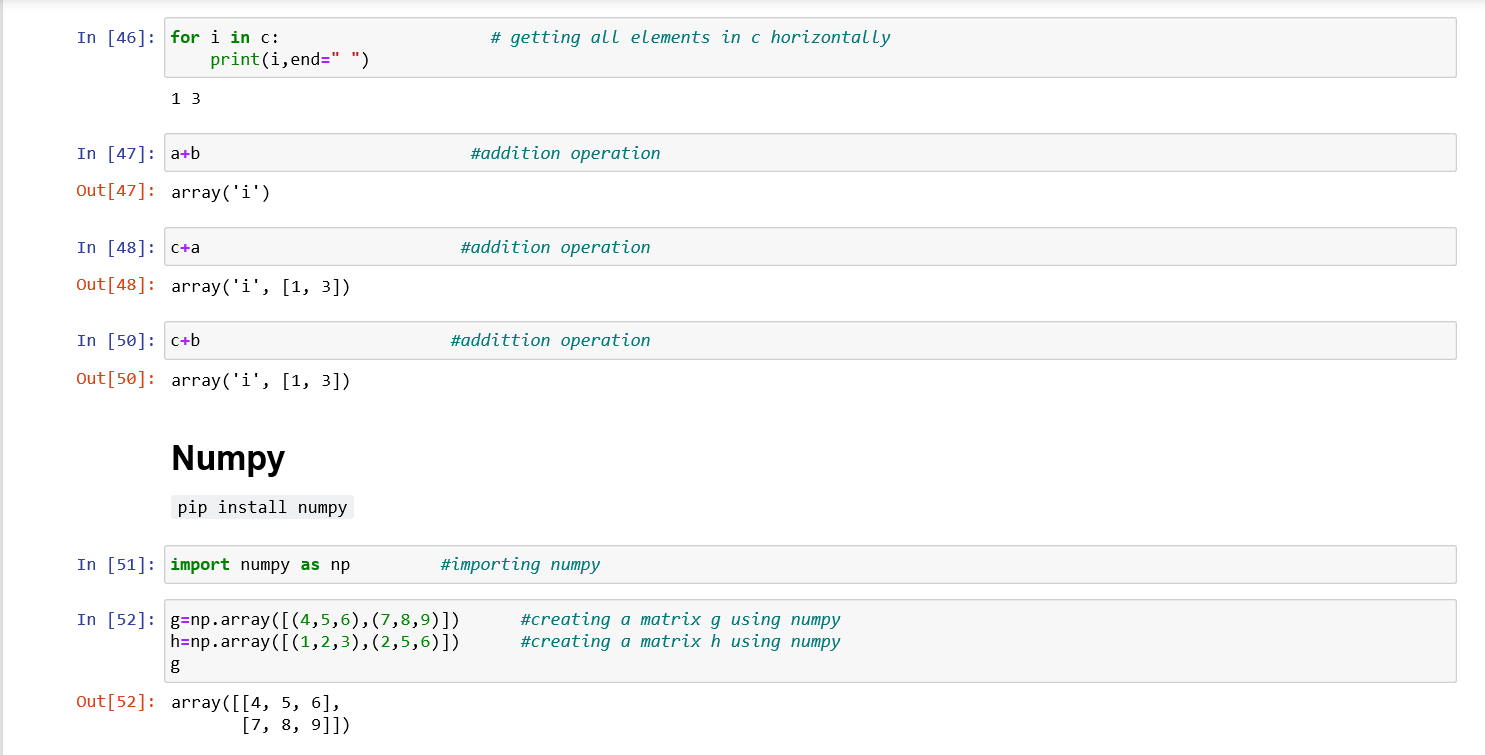 In [46]: for i in c: # getting all elements in c horizontally
print(i,end=" ")
1 3
In [47]: a+b #addition operation
Out[47]: array('i')
In [48]: c+a #addition operation
Out[48]: array('i', [1, 3])
In [50]: c+b #addittion operation
Out[50]: array('i', [1, 3])
Numpy
pip install numpy
In [51]: import numpy as np #importing numpy
In [52]: g=np.array([(4,5,6),(7,8,9)]) #creating a matrix g using numpy
h=np.array([(1,2,3),(2,5,6)]) #creating a matrix h using numpy
g
Out[52]: array([[4, 5, 6],
[7, 8, 9]])